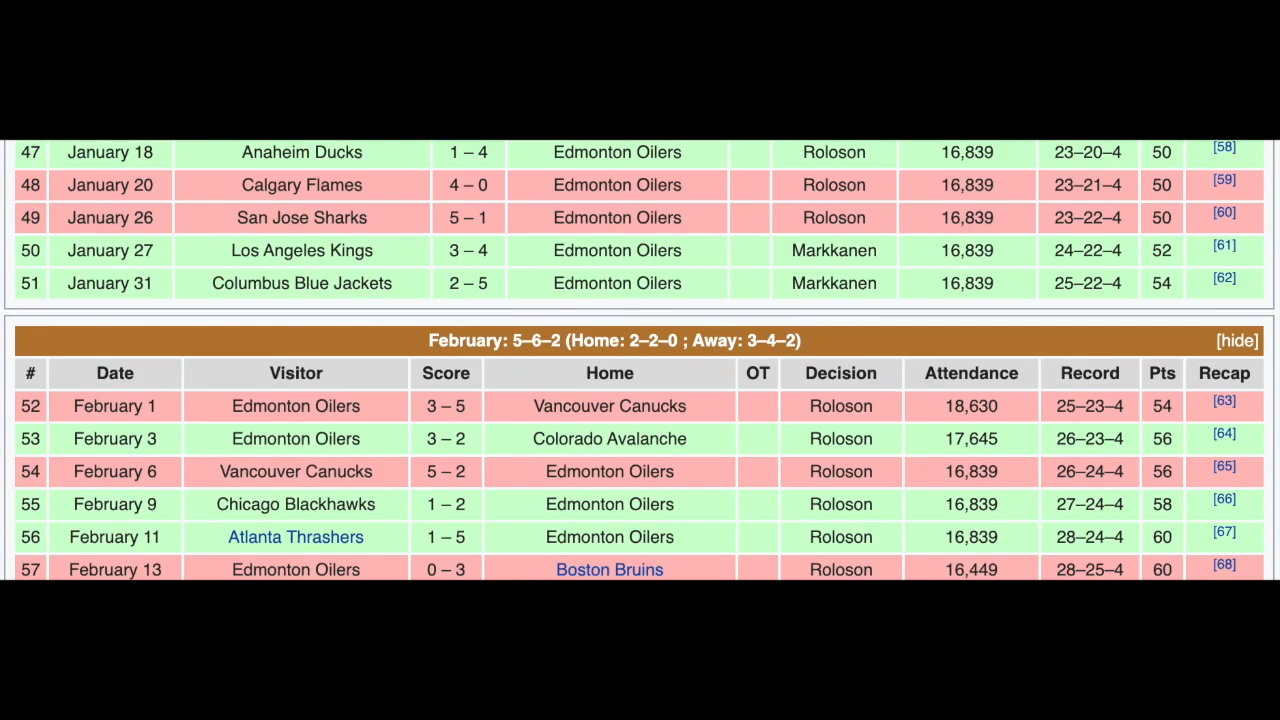 47 January 18 Anaheim Ducks 1 – 4 Edmonton Oilers Roloson 16,839 23–20–4 50 [58]
48 January 20 Calgary Flames 4 – 0 Edmonton Oilers Roloson 16,839 23–21–4 50 [59]
49 January 26 San Jose Sharks 5 – 1 Edmonton Oilers Roloson 16,839 23–22–4 50 [60]
50 January 27 Los Angeles Kings 3 – 4 Edmonton Oilers Markkanen 16,839 24–22–4 52 [61]
51 January 31 Columbus Blue Jackets 2 – 5 Edmonton Oilers Markkanen 16,839 25–22–4 54 [62]
February: 5–6–2 (Home: 2–2–0 ; Away: 3–4–2) [hide]
# Date Visitor Score Home OT Decision Attendance Record Pts Recap
52 February 1 Edmonton Oilers 3 – 5 Vancouver Canucks Roloson 18,630 25–23–4 54 [63]
53 February 3 Edmonton Oilers 3 – 2 Colorado Avalanche Roloson 17,645 26–23–4 56 [64]
54 February 6 Vancouver Canucks 5 – 2 Edmonton Oilers Roloson 16,839 26–24–4 56 [65]
55 February 9 Chicago Blackhawks 1 – 2 Edmonton Oilers Roloson 16,839 27–24–4 58 [66]
56 February 11 Atlanta Thrashers 1 – 5 Edmonton Oilers Roloson 16,839 28–24–4 60 [67]
57 February 13 Edmonton Oilers 0 – 3 Boston Bruins Roloson 16,449 28–25–4 60 [68]